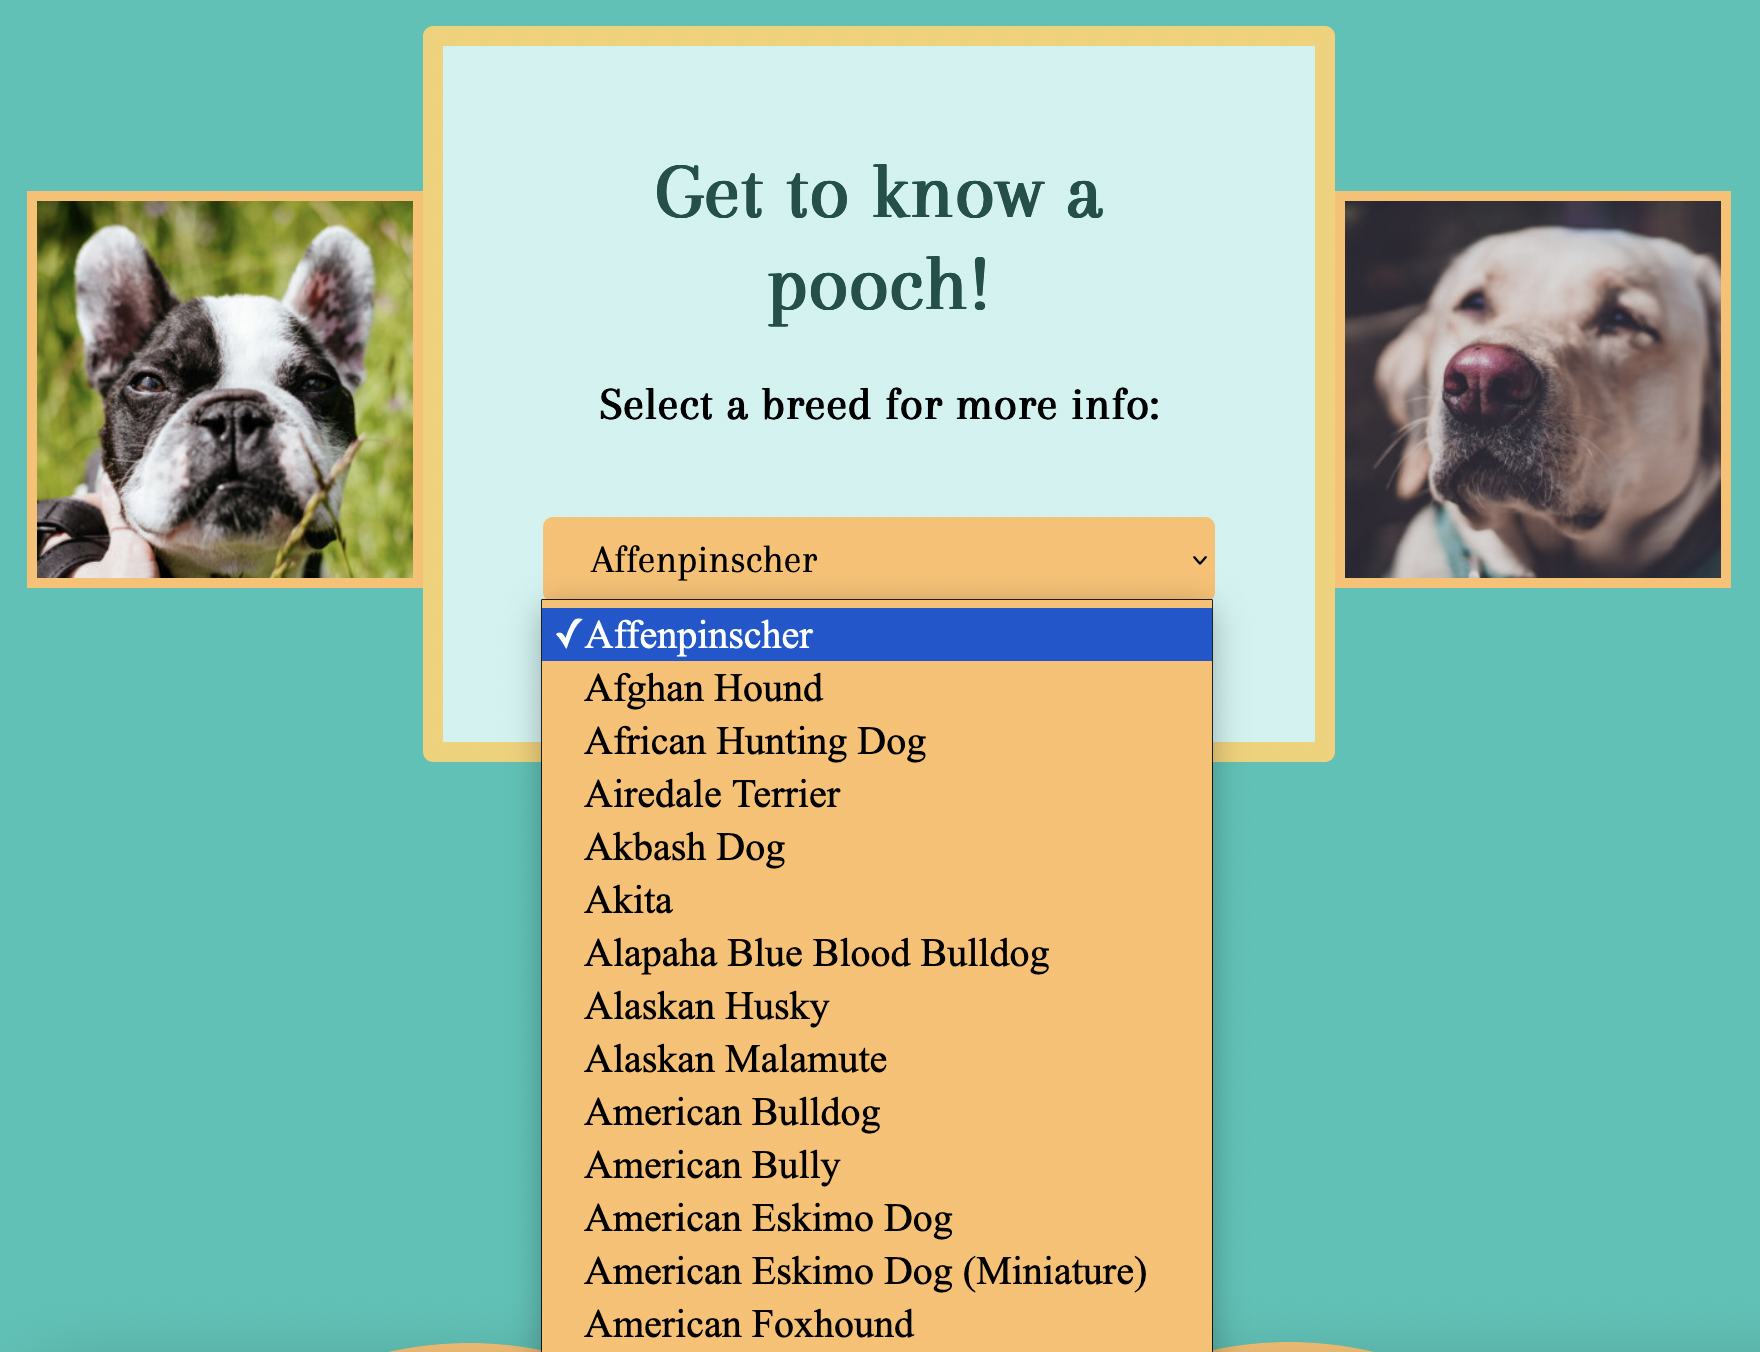 Get to know a
pooch!
Select a breed for more info:
Affenpinscher
✓Affenpinscher
Afghan Hound
African Hunting Dog
Airedale Terrier
Akbash Dog
Akita
Alapaha Blue Blood Bulldog
Alaskan Husky
Alaskan Malamute
American Bulldog
American Bully
American Eskimo Dog
American Eskimo Dog (Miniature)
American Foxhound